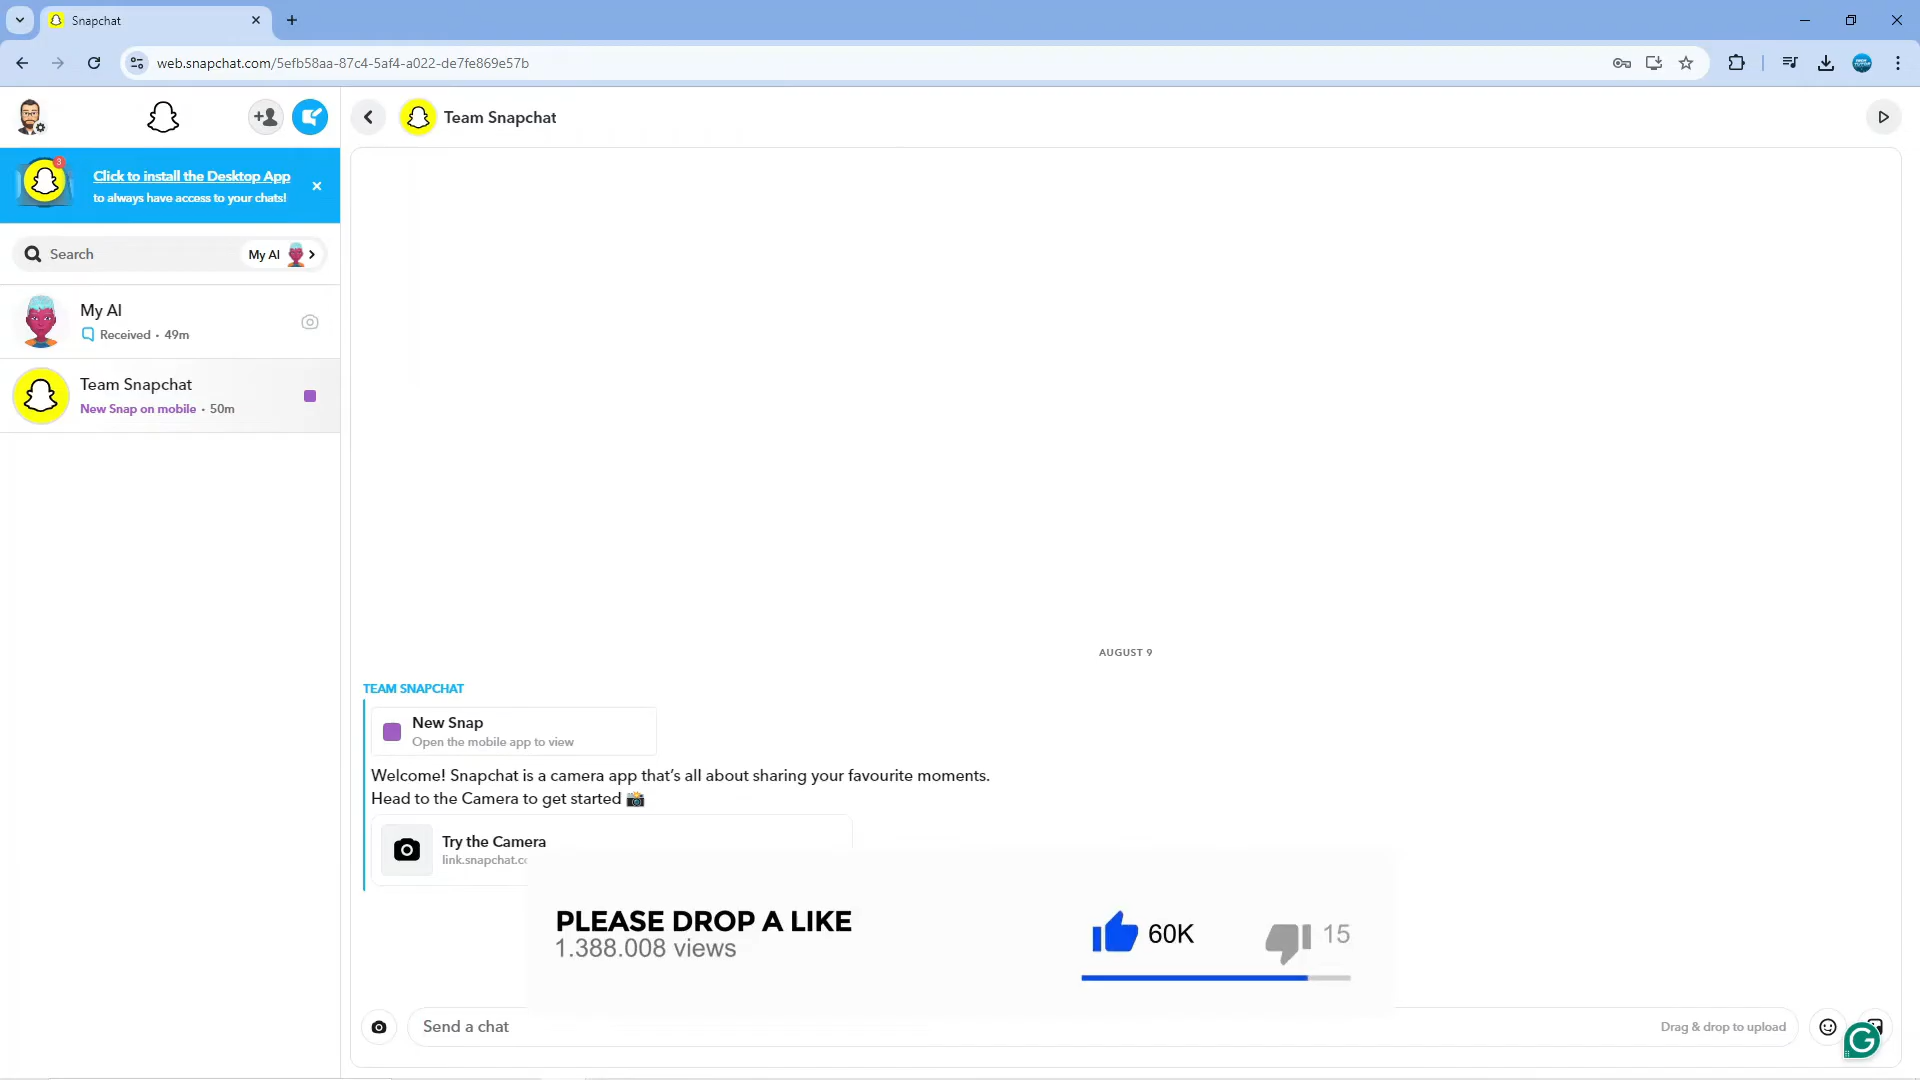 Snapchat
web.snapchat.com/5efb58aa-87c4-5af4-a022-de7fe869e57b
Team Snapchat
3
Click to install the Desktop App
to always have access to your chats!
Search
My AI
My AI
Received · 49m
Team Snapchat
New Snap on mobile · 50m
AUGUST 9
TEAM SNAPCHAT
New Snap
Open the mobile app to view
Welcome! Snapchat is a camera app that's all about sharing your favourite moments.
Head to the Camera to get started
Try the Camera
link.snapchat.co
PLEASE DROP A LIKE
1.388.008 views
60K
15
Send a chat
Drag & drop to upload